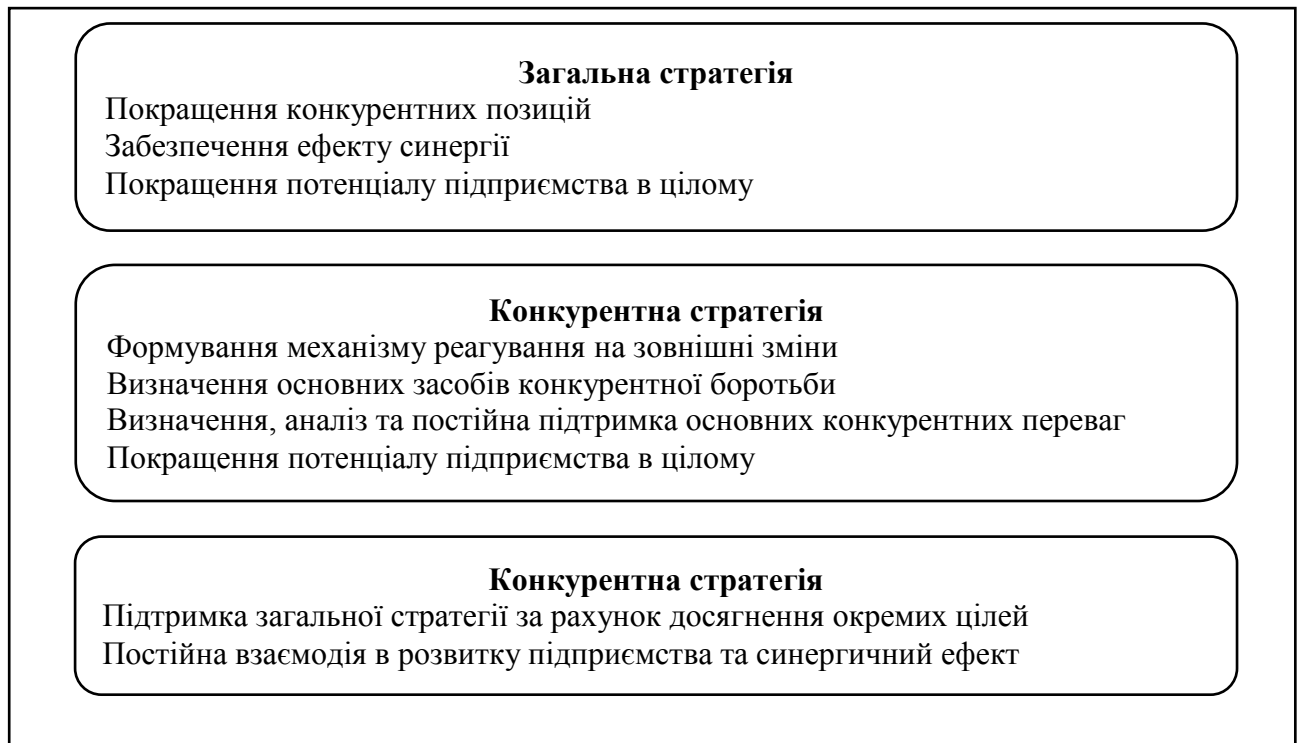 Загальна стратегія
Покращення конкурентних позицій
Забезпечення ефекту синергії
Покращення потенціалу підприємства в цілому
Конкурентна стратегія
Формування механізму реагування на зовнішні зміни
Визначення основних засобів конкурентної боротьби
Визначення, аналіз та постійна підтримка основних конкурентних переваг
Покращення потенціалу підприємства в цілому
Конкурентна стратегія
Підтримка загальної стратегії за рахунок досягнення окремих цілей
Постійна взаємодія в розвитку підприємства та синергичний ефект